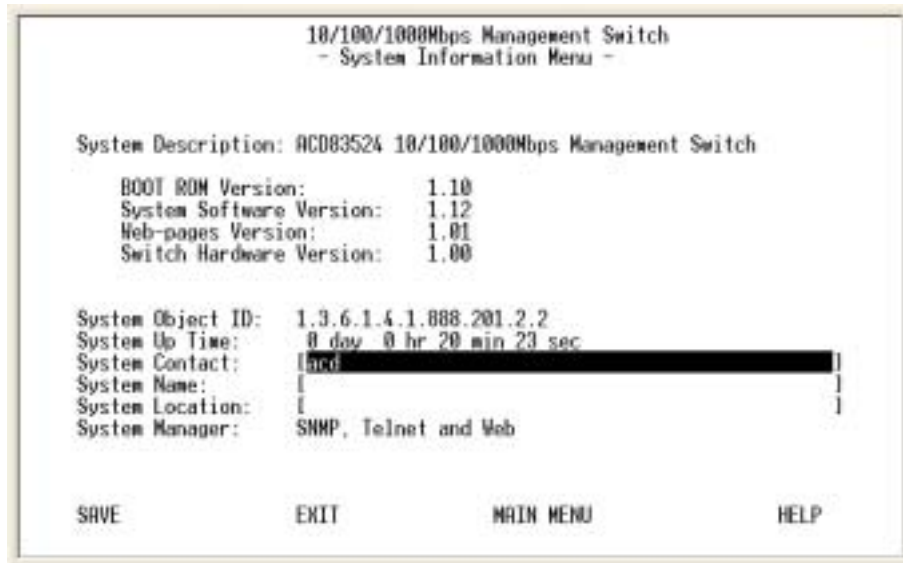 10/100/1000Mbps Management Switch
- System Information Menu -
System Description: ACD83524 10/100/1000Mbps Management Switch
BOOT ROM Version: 1.10
System Software Version: 1.12
Web-pages Version: 1.01
Switch Hardware Version: 1.00
System Object ID: 1.3.6.1.4.1.888.201.2.2
System Up Time: 0 day 0 hr 20 min 23 sec
System Contact: [acd ]
System Name: [ ]
System Location: [ ]
System Manager: SNMP, Telnet and Web
SAVE EXIT MAIN MENU HELP